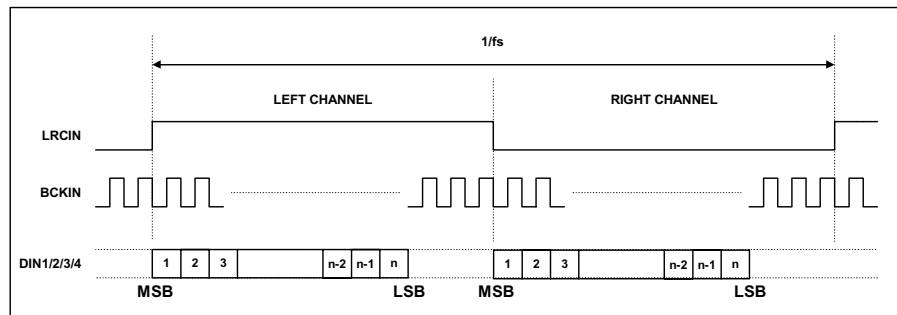 1/fs
LEFT CHANNEL RIGHT CHANNEL
LRCIN
BCKIN
DIN1/2/3/4 1 2 3 n-2 n-1 n 1 2 3 n-2 n-1 n
MSB LSB MSB LSB